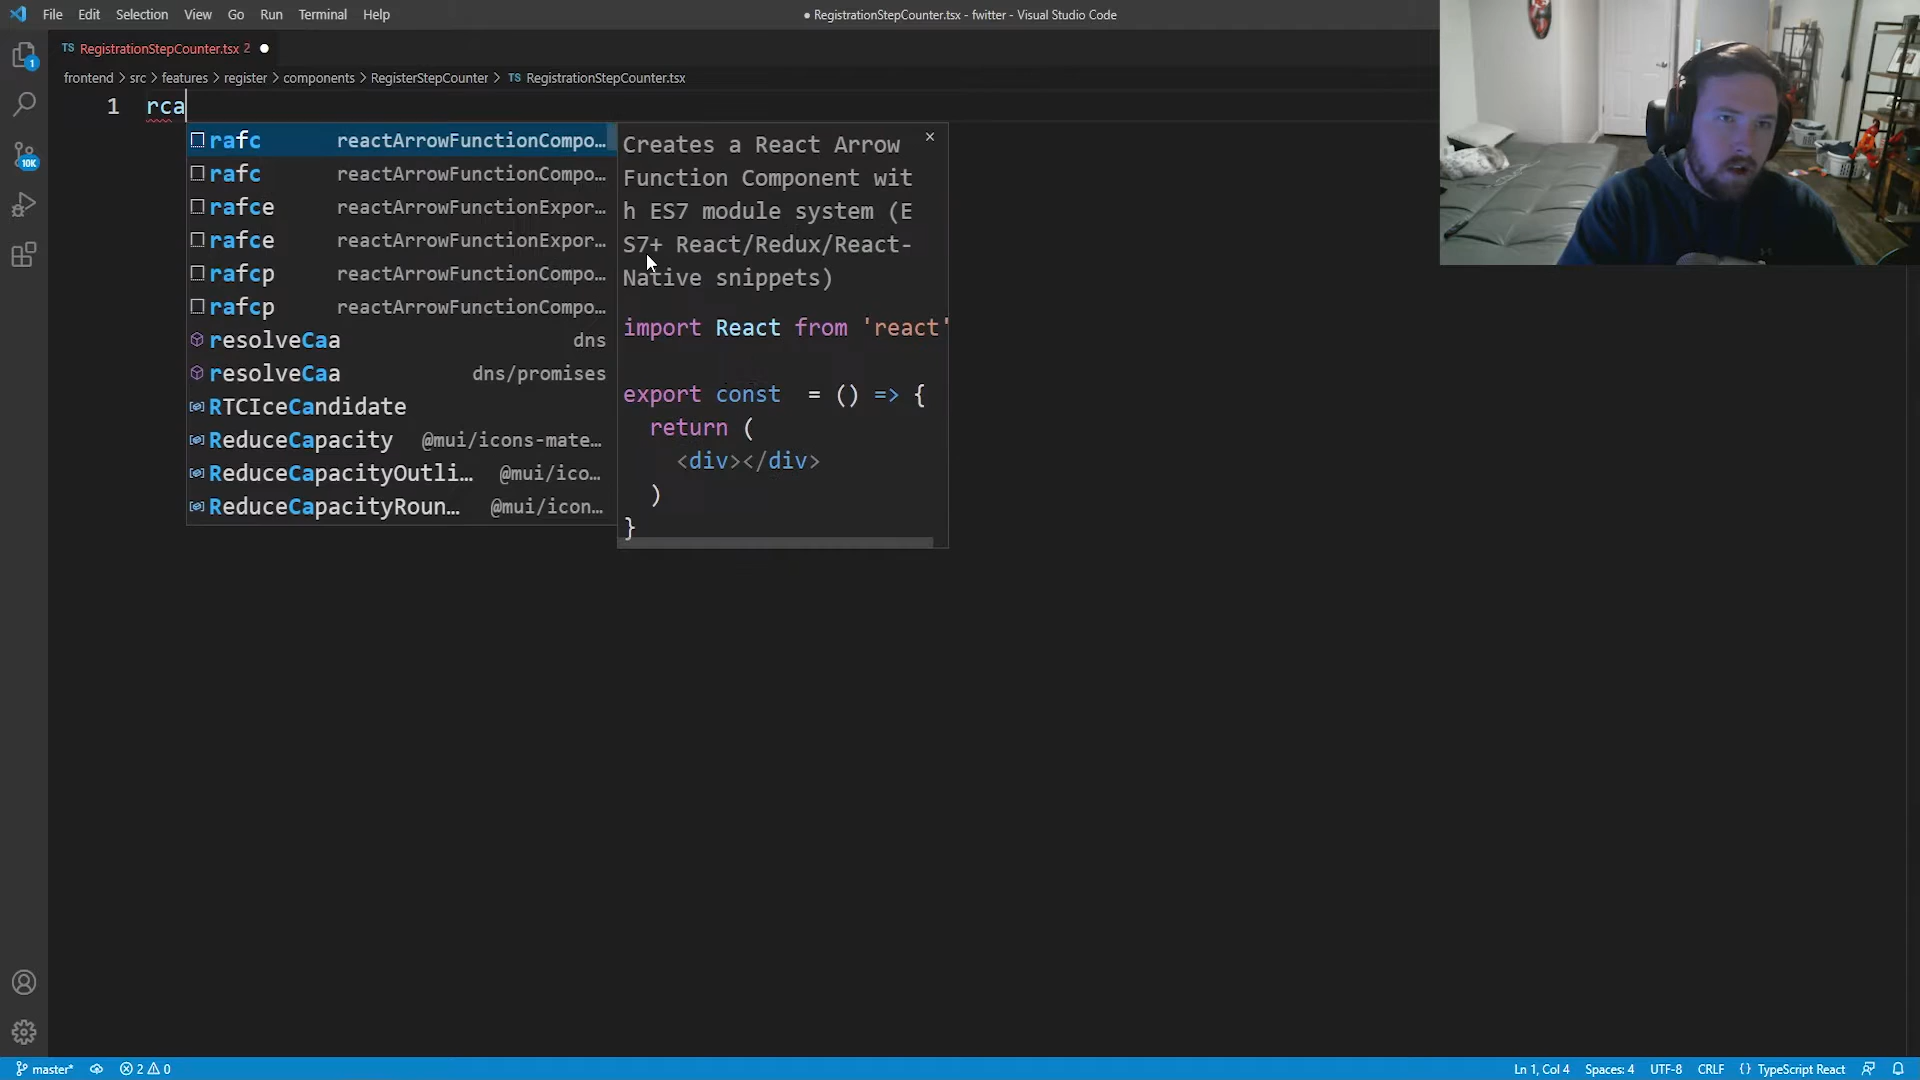 File Edit Selection View Go Run Terminal Help
● RegistrationStepCounter.tsx - fwitter - Visual Studio Code
TS RegistrationStepCounter.tsx 2 ●
frontend > src > features > register > components > RegisterStepCounter > TS RegistrationStepCounter.tsx
1 rca
1
10K
rafc reactArrowFunctionCompo…
rafc reactArrowFunctionCompo…
rafce reactArrowFunctionExpor…
rafce reactArrowFunctionExpor…
rafcp reactArrowFunctionCompo…
rafcp reactArrowFunctionCompo…
resolveCaa dns
resolveCaa dns/promises
RTCIceCandidate
ReduceCapacity @mui/icons-mate…
ReduceCapacityOutli… @mui/ico…
ReduceCapacityRoun… @mui/icon…
Creates a React Arrow
Function Component wit
h ES7 module system (E
S7+ React/Redux/React-
Native snippets)
import React from 'react'
export const = () => {
return (
<div></div>
)
}
master* 2 0
Ln 1, Col 4 Spaces: 4 UTF-8 CRLF {} TypeScript React